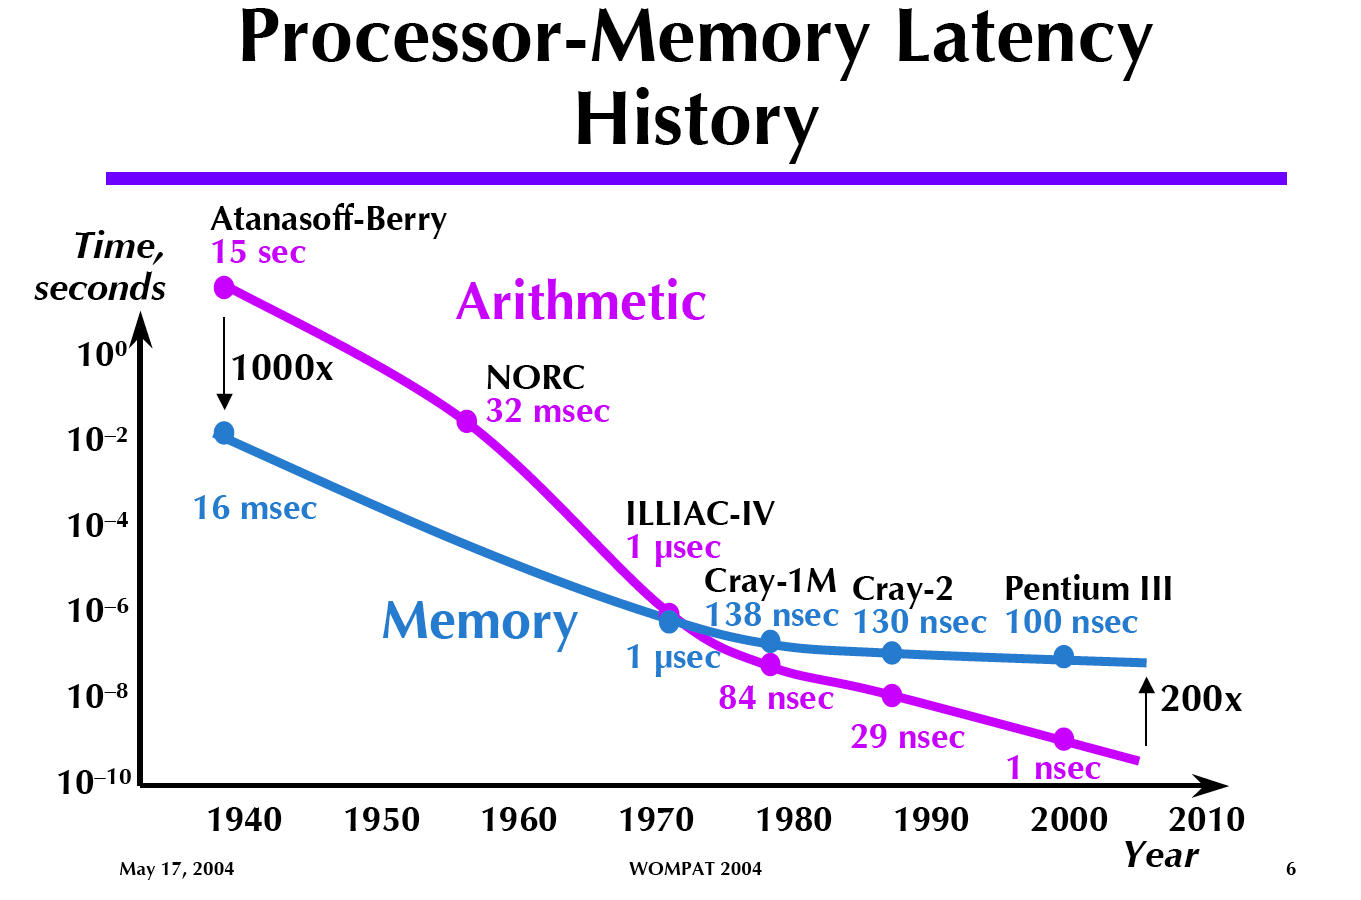 Processor-Memory Latency
History
Atanasoff-Berry
15 sec
Time,
seconds
Arithmetic
10⁰
1000x
NORC
32 msec
10⁻²
16 msec
10⁻⁴
ILLIAC-IV
1 µsec
Cray-1M
138 nsec
Cray-2
130 nsec
Pentium III
100 nsec
10⁻⁶
Memory
1 µsec
10⁻⁸
84 nsec
200x
29 nsec
1 nsec
10⁻¹⁰
1940 1950 1960 1970 1980 1990 2000 2010
Year
May 17, 2004 WOMPAT 2004 6